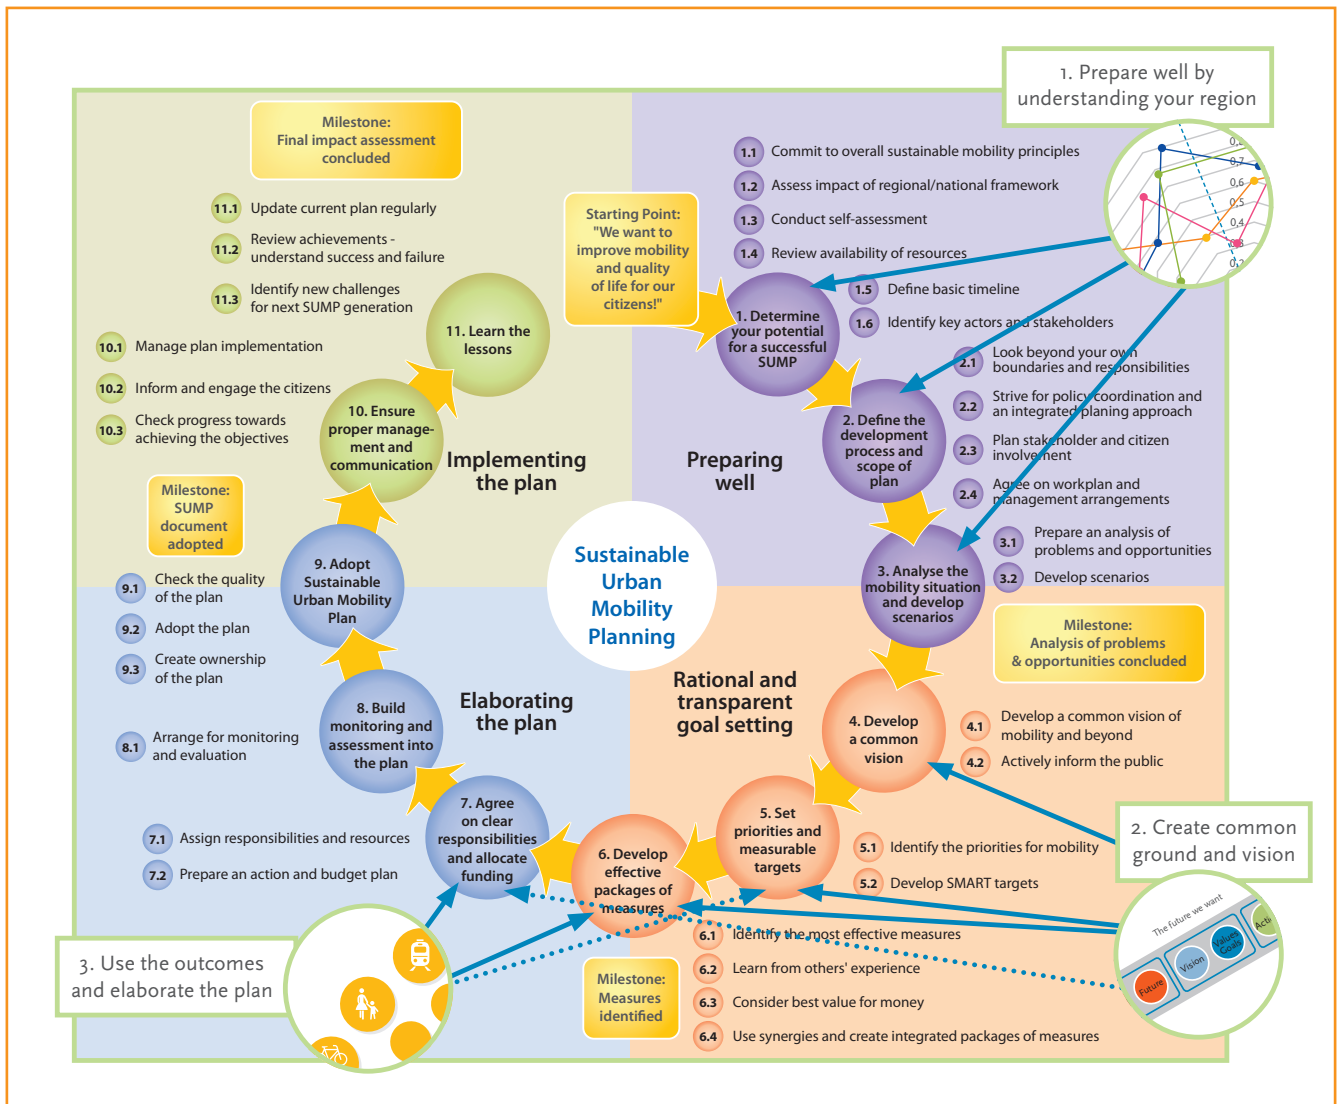 1. Prepare well by
understanding your region
Milestone:
Final impact assessment
concluded
Starting Point:
"We want to
improve mobility
and quality
of life for our
citizens!"
1.1 Commit to overall sustainable mobility principles
1.2 Assess impact of regional/national framework
1.3 Conduct self-assessment
1.4 Review availability of resources
1.5 Define basic timeline
1.6 Identify key actors and stakeholders
0,7
0,6
0,5
0,4
1. Determine
your potential
for a successful
SUMP
2.1 Look beyond your own
boundaries and responsibilities
2.2 Strive for policy coordination and
an integrated planing approach
2.3 Plan stakeholder and citizen
involvement
2.4 Agree on workplan and
management arrangements
2. Define the
development
process and
scope of
plan
Preparing
well
3.1 Prepare an analysis of
problems and opportunities
3.2 Develop scenarios
3. Analyse the
mobility situation
and develop
scenarios
Milestone:
Analysis of problems
& opportunities concluded
Sustainable
Urban
Mobility
Planning
Rational and
transparent
goal setting
4. Develop
a common
vision
4.1 Develop a common vision of
mobility and beyond
4.2 Actively inform the public
2. Create common
ground and vision
The future we want
Future
Vision
Values
Goals
Acti
5. Set
priorities and
measurable
targets
5.1 Identify the priorities for mobility
5.2 Develop SMART targets
6. Develop
effective
packages of
measures
6.1 Identify the most effective measures
6.2 Learn from others' experience
6.3 Consider best value for money
6.4 Use synergies and create integrated packages of measures
Milestone:
Measures
identified
3. Use the outcomes
and elaborate the plan
7. Agree
on clear
responsibilities
and allocate
funding
7.1 Assign responsibilities and resources
7.2 Prepare an action and budget plan
Elaborating
the plan
8. Build
monitoring and
assessment into
the plan
8.1 Arrange for monitoring
and evaluation
9. Adopt
Sustainable
Urban Mobility
Plan
9.1 Check the quality
of the plan
9.2 Adopt the plan
9.3 Create ownership
of the plan
Milestone:
SUMP
document
adopted
Implementing
the plan
10. Ensure
proper manage-
ment and
communication
10.1 Manage plan implementation
10.2 Inform and engage the citizens
10.3 Check progress towards
achieving the objectives
11. Learn the
lessons
11.1 Update current plan regularly
11.2 Review achievements -
understand success and failure
11.3 Identify new challenges
for next SUMP generation